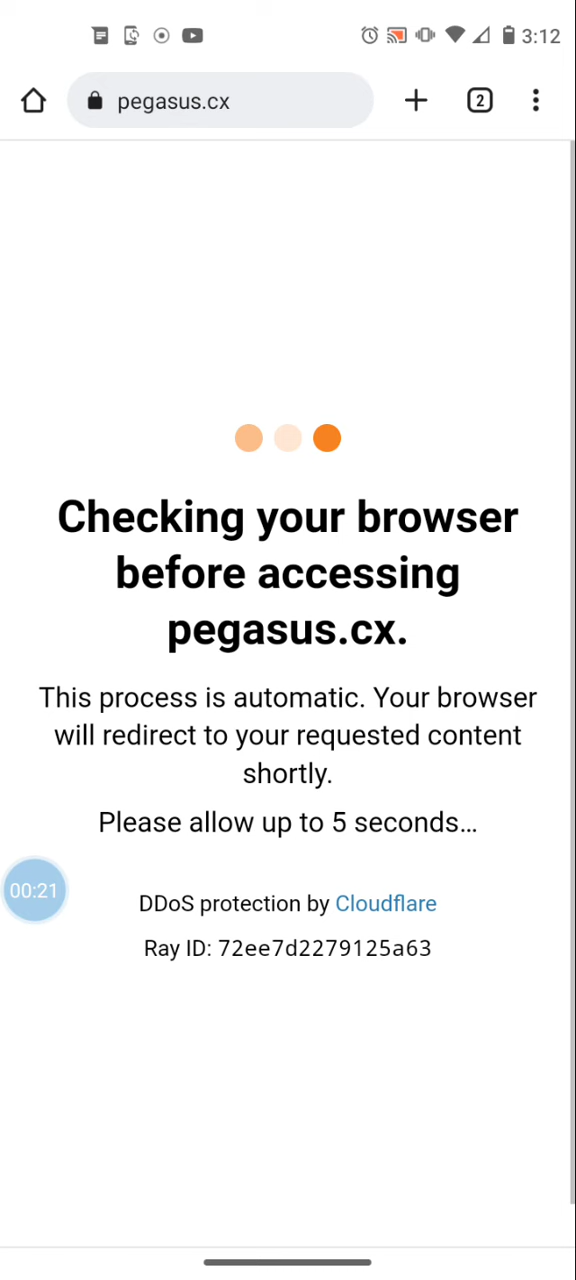 3:12
pegasus.cx
2
Checking your browser
before accessing
pegasus.cx.
This process is automatic. Your browser
will redirect to your requested content
shortly.
Please allow up to 5 seconds…
00:21
DDoS protection by Cloudflare
Ray ID: 72ee7d2279125a63